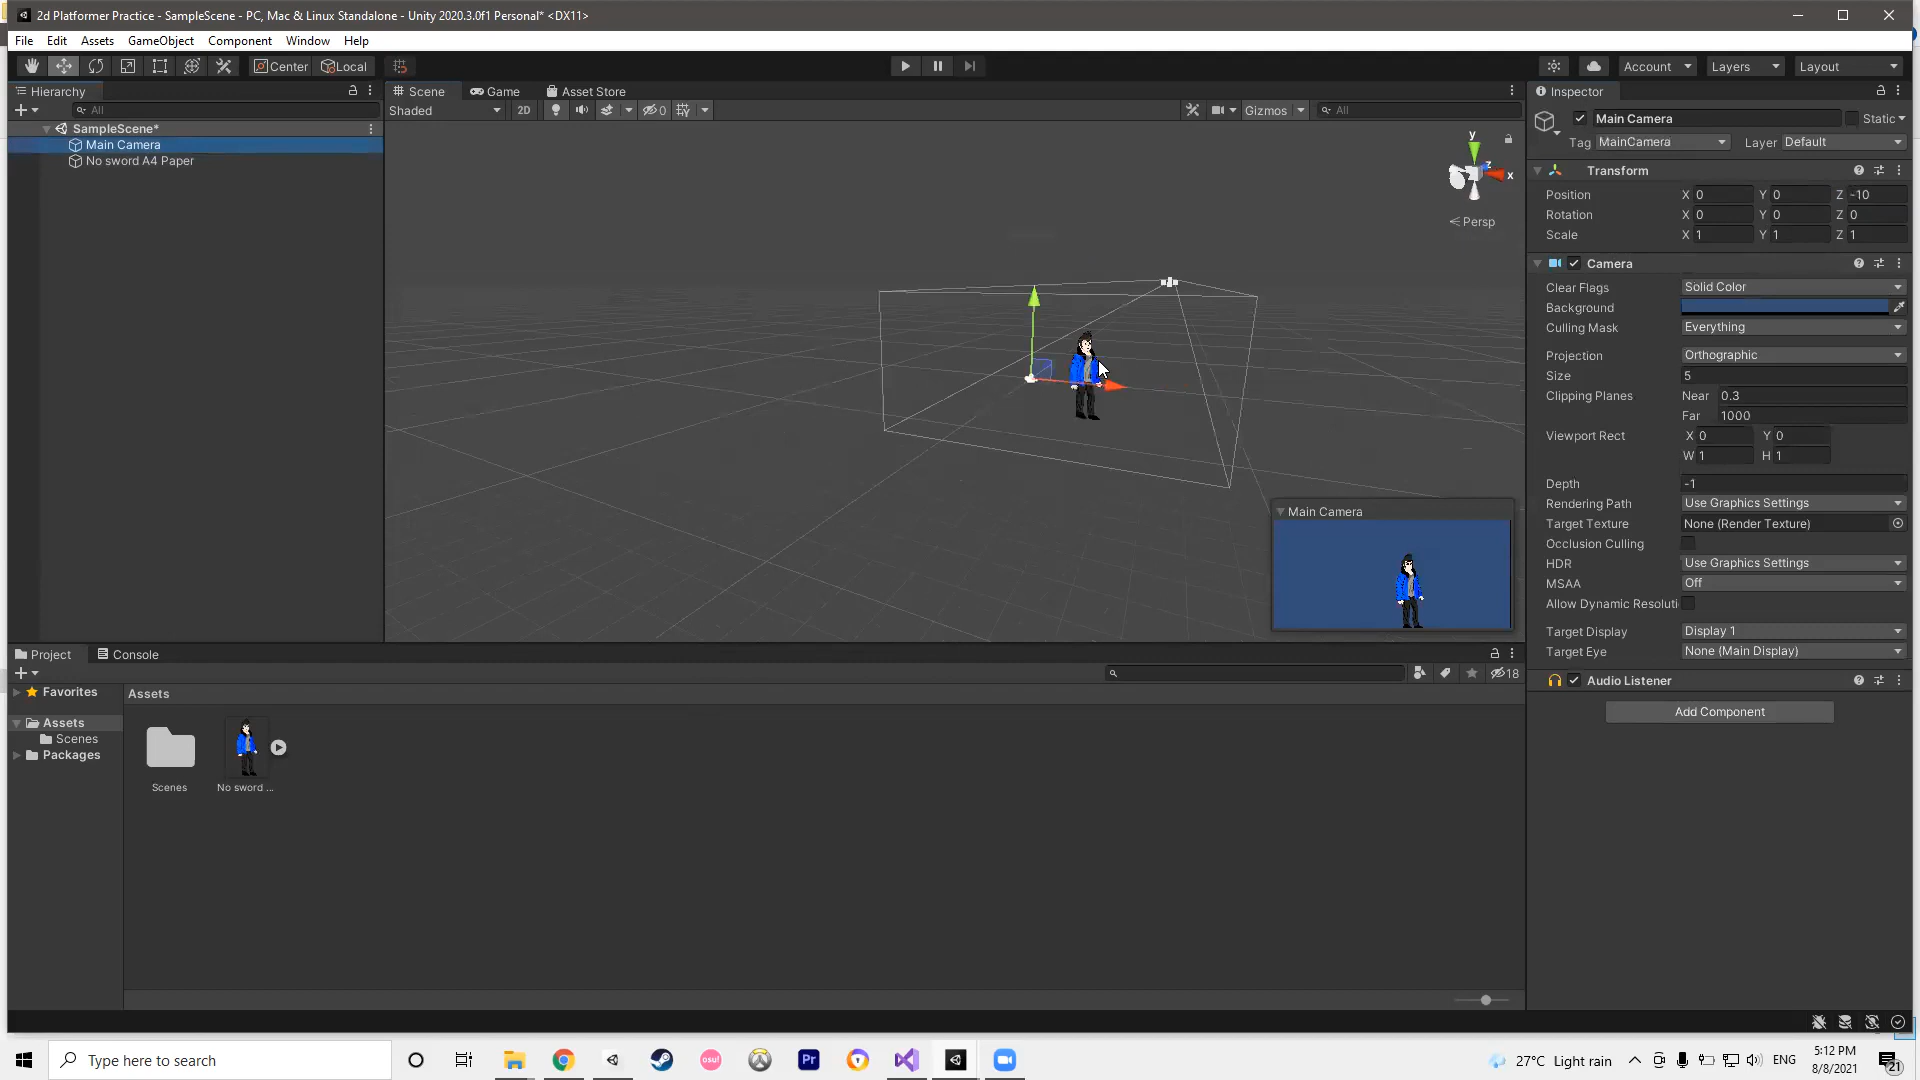 2d Platformer Practice - SampleScene - PC, Mac & Linux Standalone - Unity 2020.3.0f1 Personal* <DX11>
File Edit Assets GameObject Component Window Help
Center Local Account Layers Layout
Hierarchy Scene Game Asset Store Inspector
All Shaded 2D 0 Gizmos All
Main Camera Static
SampleScene*
Main Camera
No sword A4 Paper
y
z
x
Persp
Tag MainCamera Layer Default
Transform
Position X 0 Y 0 Z -10
Rotation X 0 Y 0 Z 0
Scale X 1 Y 1 Z 1
Camera
Clear Flags Solid Color
Background
Culling Mask Everything
Projection Orthographic
Size 5
Clipping Planes Near 0.3
Far 1000
Viewport Rect X 0 Y 0
W 1 H 1
Depth -1
Rendering Path Use Graphics Settings
Target Texture None (Render Texture)
Occlusion Culling
HDR Use Graphics Settings
MSAA Off
Allow Dynamic Resoluti
Target Display Display 1
Target Eye None (Main Display)
Audio Listener
Add Component
Main Camera
Project Console
18
Favorites
Assets
Scenes
Packages
Assets
Scenes No sword ...
Type here to search
osu!
Pr
27°C Light rain
ENG
5:12 PM
8/8/2021
21